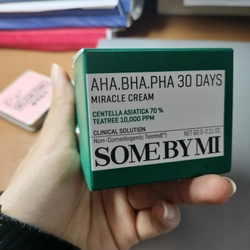 AHA.BHA.PHA 30 DAYS
MIRACLE CREAM
CENTELLA ASIATICA 70 %
TEATREE 10,000 PPM
CLINICAL SOLUTION
Non-Comedogenic Tested(*)
SOME BY MI